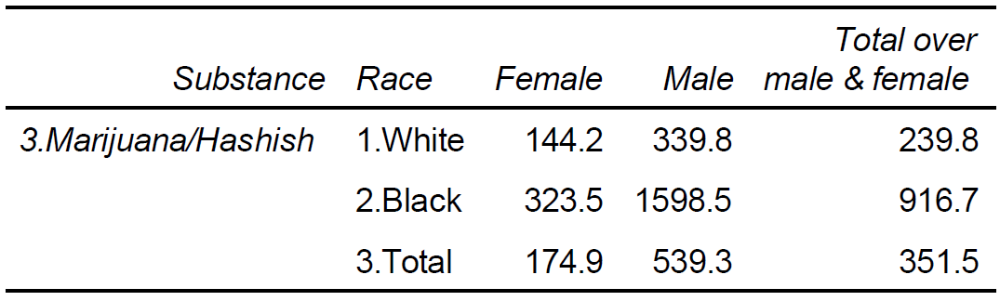 Total over
Substance Race Female Male male & female
3.Marijuana/Hashish 1.White 144.2 339.8 239.8
2.Black 323.5 1598.5 916.7
3.Total 174.9 539.3 351.5